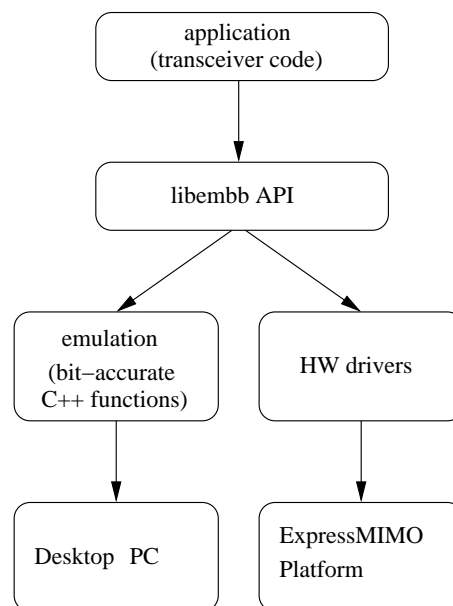 application
(transceiver code)
libembb API
emulation
(bit−accurate
C++ functions)
HW drivers
Desktop PC
ExpressMIMO
Platform